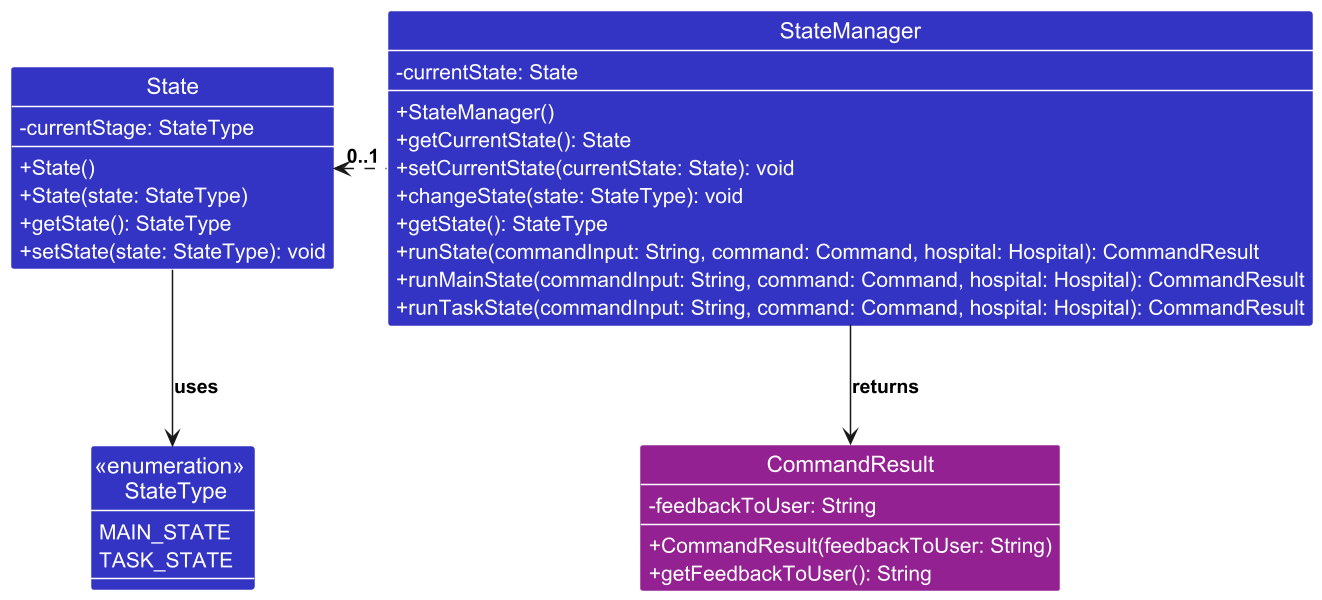 State
-currentStage: StateType
+State()
+State(state: StateType)
+getState(): StateType
+setState(state: StateType): void
0..1
StateManager
-currentState: State
+StateManager()
+getCurrentState(): State
+setCurrentState(currentState: State): void
+changeState(state: StateType): void
+getState(): StateType
+runState(commandInput: String, command: Command, hospital: Hospital): CommandResult
+runMainState(commandInput: String, command: Command, hospital: Hospital): CommandResult
+runTaskState(commandInput: String, command: Command, hospital: Hospital): CommandResult
uses
returns
«enumeration»
StateType
MAIN_STATE
TASK_STATE
CommandResult
-feedbackToUser: String
+CommandResult(feedbackToUser: String)
+getFeedbackToUser(): String